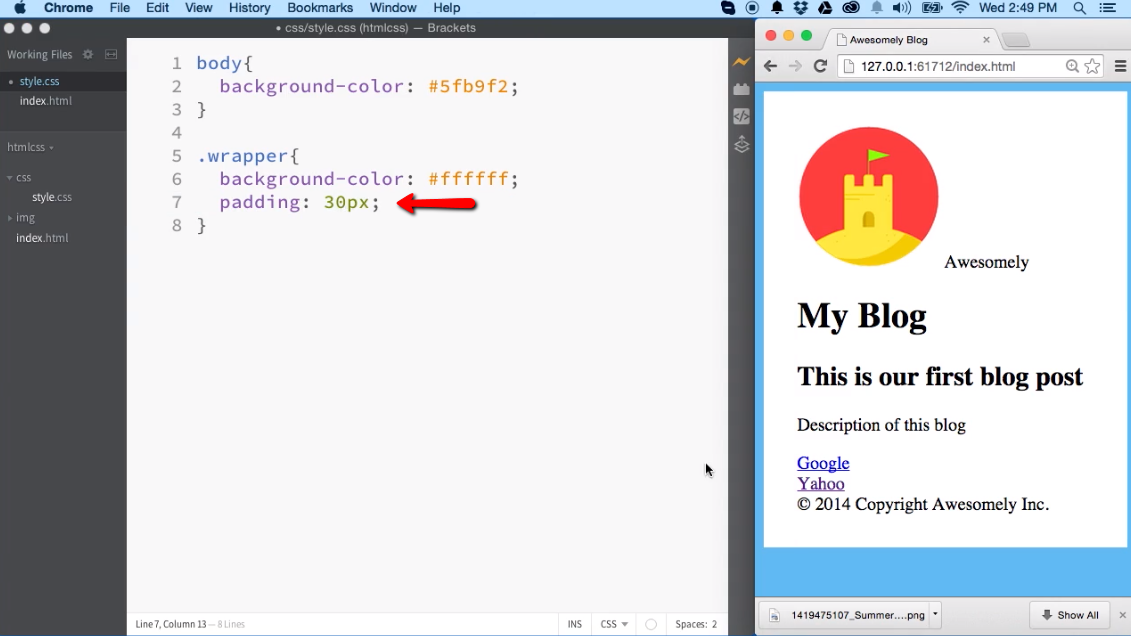 Chrome File Edit View History Bookmarks Window Help Wed 2:49 PM
• css/style.css (htmlcss) — Brackets
Working Files
style.css
index.html
htmlcss
css
style.css
img
index.html
1 body{
2 background-color: #5fb9f2;
3 }
4
5 .wrapper{
6 background-color: #ffffff;
7 padding: 30px;
8 }
Line 7, Column 13 — 8 Lines
INS CSS Spaces: 2
Awesomely Blog
127.0.0.1:61712/index.html
Awesomely
My Blog
This is our first blog post
Description of this blog
Google
Yahoo
© 2014 Copyright Awesomely Inc.
1419475107_Summer....png Show All